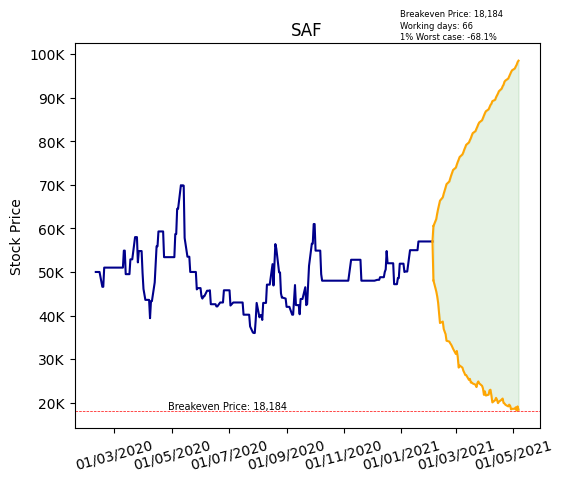 Breakeven Price: 18,184
Working days: 66
1% Worst case: -68.1%
SAF
Stock Price
100K
90K
80K
70K
60K
50K
40K
30K
20K
Breakeven Price: 18,184
01/03/2020
01/05/2020
01/07/2020
01/09/2020
01/11/2020
01/01/2021
01/03/2021
01/05/2021